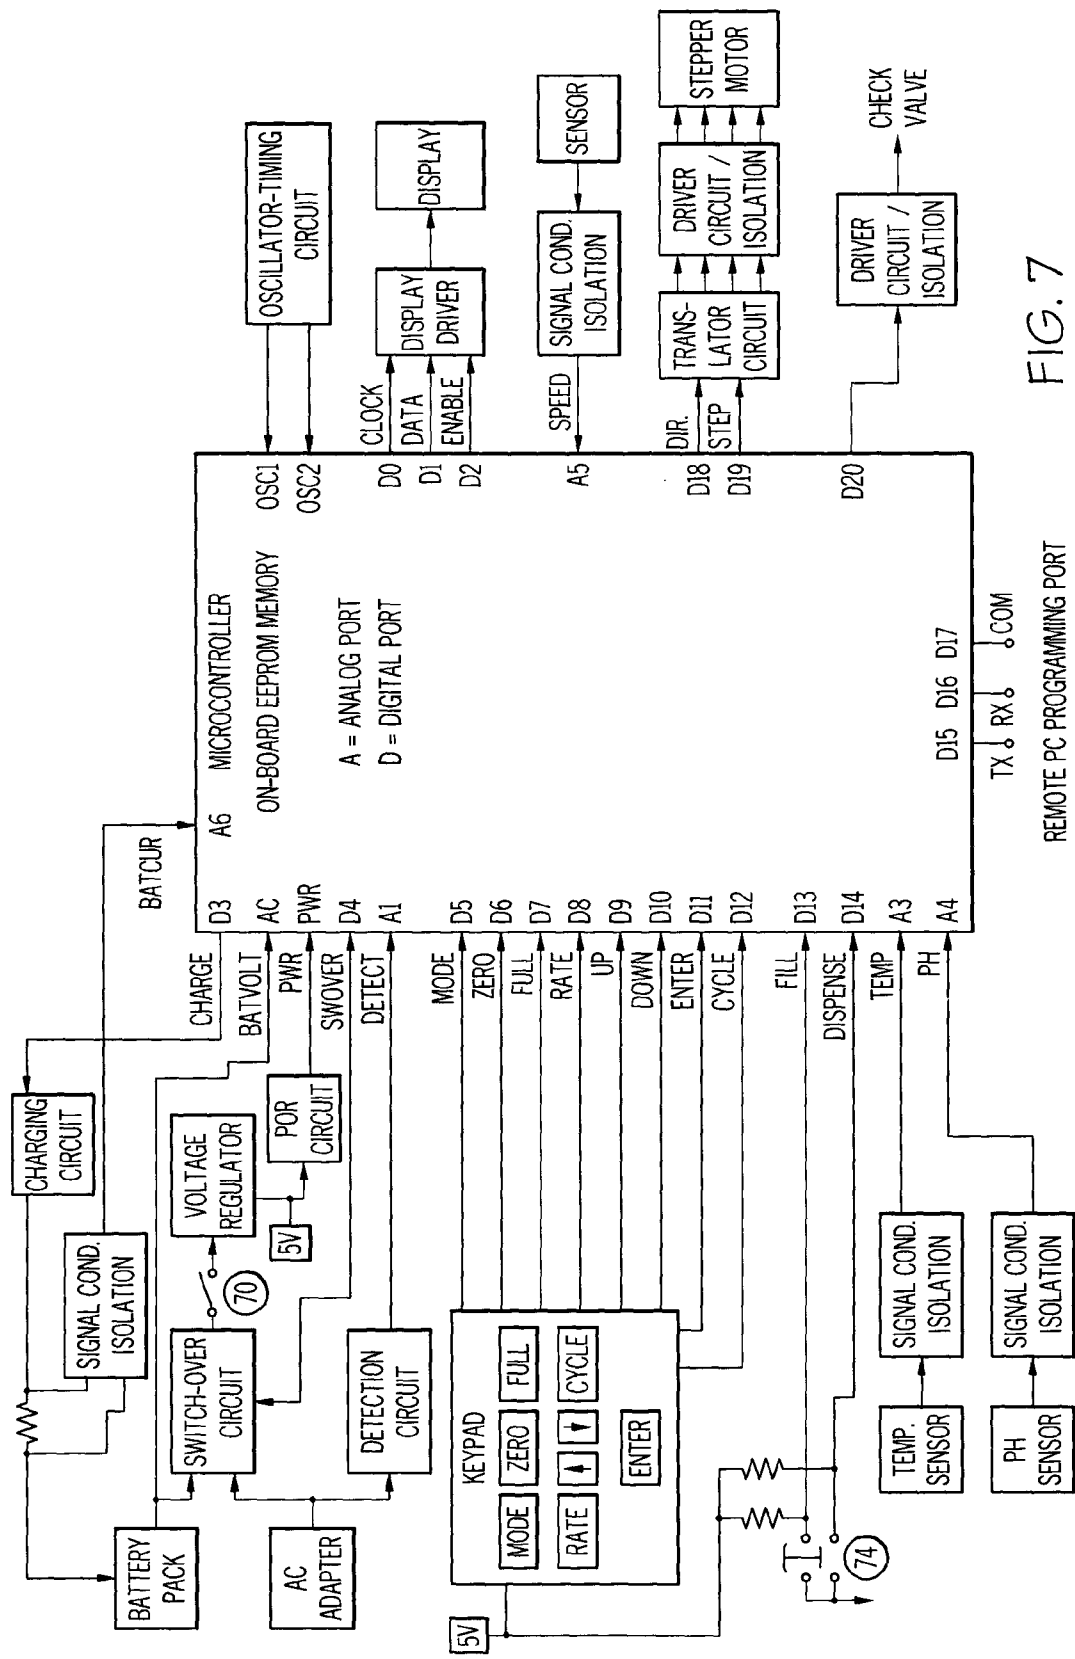 BATTERY
PACK
AC
ADAPTER
SWITCH-OVER
CIRCUIT
DETECTION
CIRCUIT
SIGNAL COND.
ISOLATION
CHARGING
CIRCUIT
70
VOLTAGE
REGULATOR
5V
POR
CIRCUIT
5V
KEYPAD
MODE
ZERO
FULL
RATE
CYCLE
ENTER
74
TEMP.
SENSOR
SIGNAL COND.
ISOLATION
PH
SENSOR
SIGNAL COND.
ISOLATION
BATCUR
CHARGE
BATVOLT
PWR
SWOVER
DETECT
MODE
ZERO
FULL
RATE
UP
DOWN
ENTER
CYCLE
FILL
DISPENSE
TEMP
PH
A6
D3
AC
PWR
D4
A1
D5
D6
D7
D8
D9
D10
D11
D12
D13
D14
A3
A4
MICROCONTROLLER
ON-BOARD EEPROM MEMORY
A = ANALOG PORT
D = DIGITAL PORT
D15 D16 D17
TX RX COM
REMOTE PC PROGRAMMING PORT
OSC1
OSC2
D0
D1
D2
A5
D18
D19
D20
CLOCK
DATA
ENABLE
SPEED
DIR.
STEP
OSCILLATOR-TIMING
CIRCUIT
DISPLAY
DRIVER
DISPLAY
SIGNAL COND.
ISOLATION
SENSOR
TRANS-
LATOR
CIRCUIT
DRIVER
CIRCUIT /
ISOLATION
STEPPER
MOTOR
DRIVER
CIRCUIT /
ISOLATION
CHECK
VALVE
FIG. 7